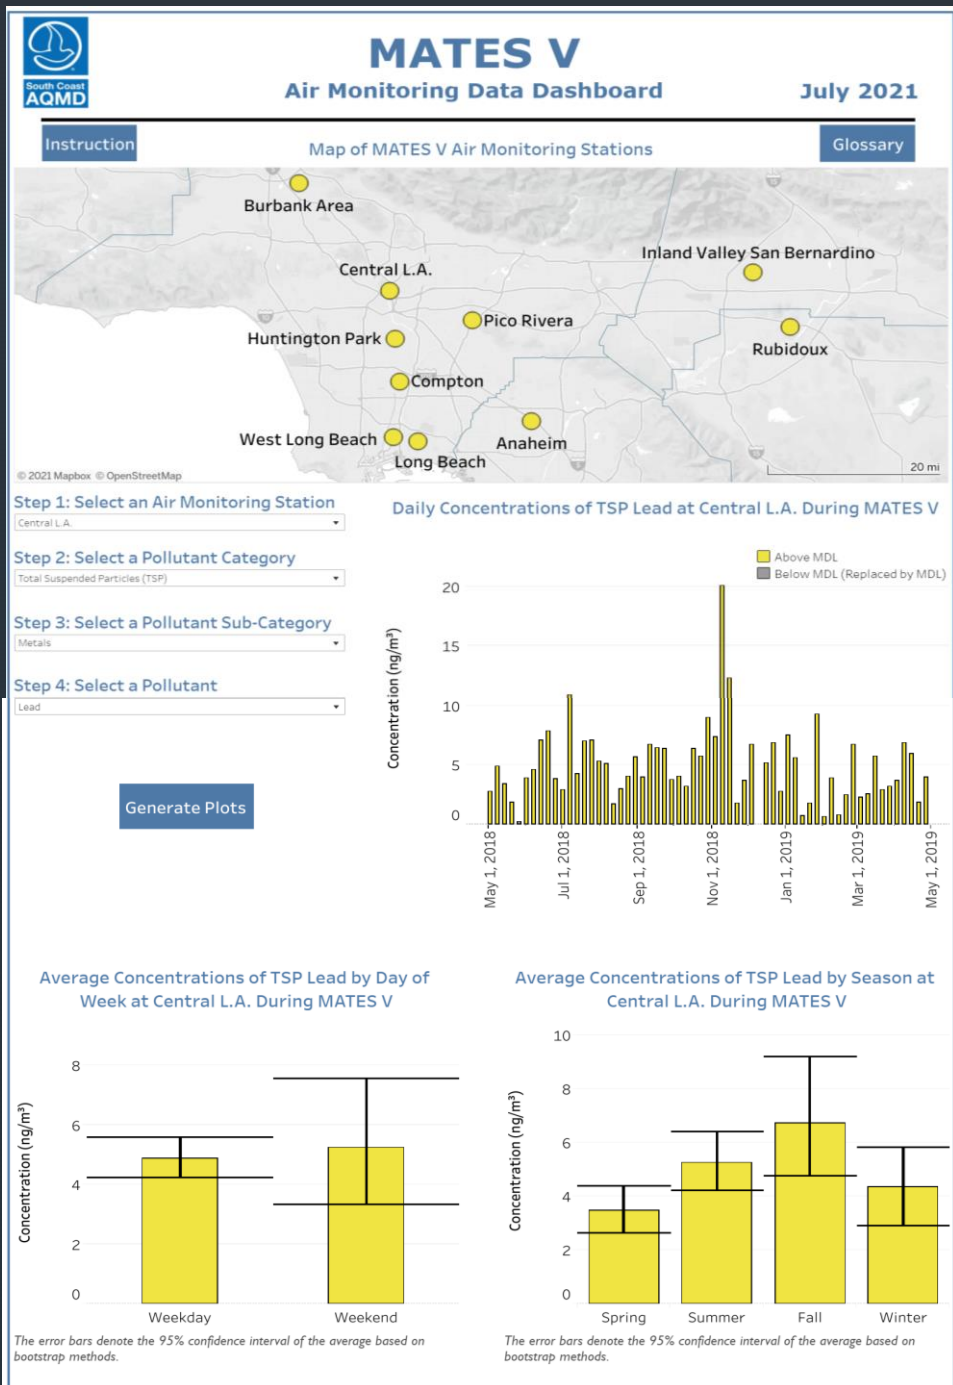 South Coast
AQMD
MATES V
Air Monitoring Data Dashboard
July 2021
Instruction
Map of MATES V Air Monitoring Stations
Glossary
Burbank Area
Inland Valley San Bernardino
Central L.A.
Pico Rivera
Huntington Park
Rubidoux
Compton
West Long Beach
Anaheim
Long Beach
© 2021 Mapbox © OpenStreetMap
20 mi
Step 1: Select an Air Monitoring Station
Central L.A.
Step 2: Select a Pollutant Category
Total Suspended Particles (TSP)
Step 3: Select a Pollutant Sub-Category
Metals
Step 4: Select a Pollutant
Lead
Generate Plots
Daily Concentrations of TSP Lead at Central L.A. During MATES V
Above MDL
Below MDL (Replaced by MDL)
Concentration (ng/m³)
20
15
10
5
0
May 1, 2018
Jul 1, 2018
Sep 1, 2018
Nov 1, 2018
Jan 1, 2019
Mar 1, 2019
May 1, 2019
Average Concentrations of TSP Lead by Day of
Week at Central L.A. During MATES V
Concentration (ng/m³)
8
6
4
2
0
Weekday
Weekend
The error bars denote the 95% confidence interval of the average based on
bootstrap methods.
Average Concentrations of TSP Lead by Season at
Central L.A. During MATES V
Concentration (ng/m³)
10
8
6
4
2
0
Spring
Summer
Fall
Winter
The error bars denote the 95% confidence interval of the average based on
bootstrap methods.